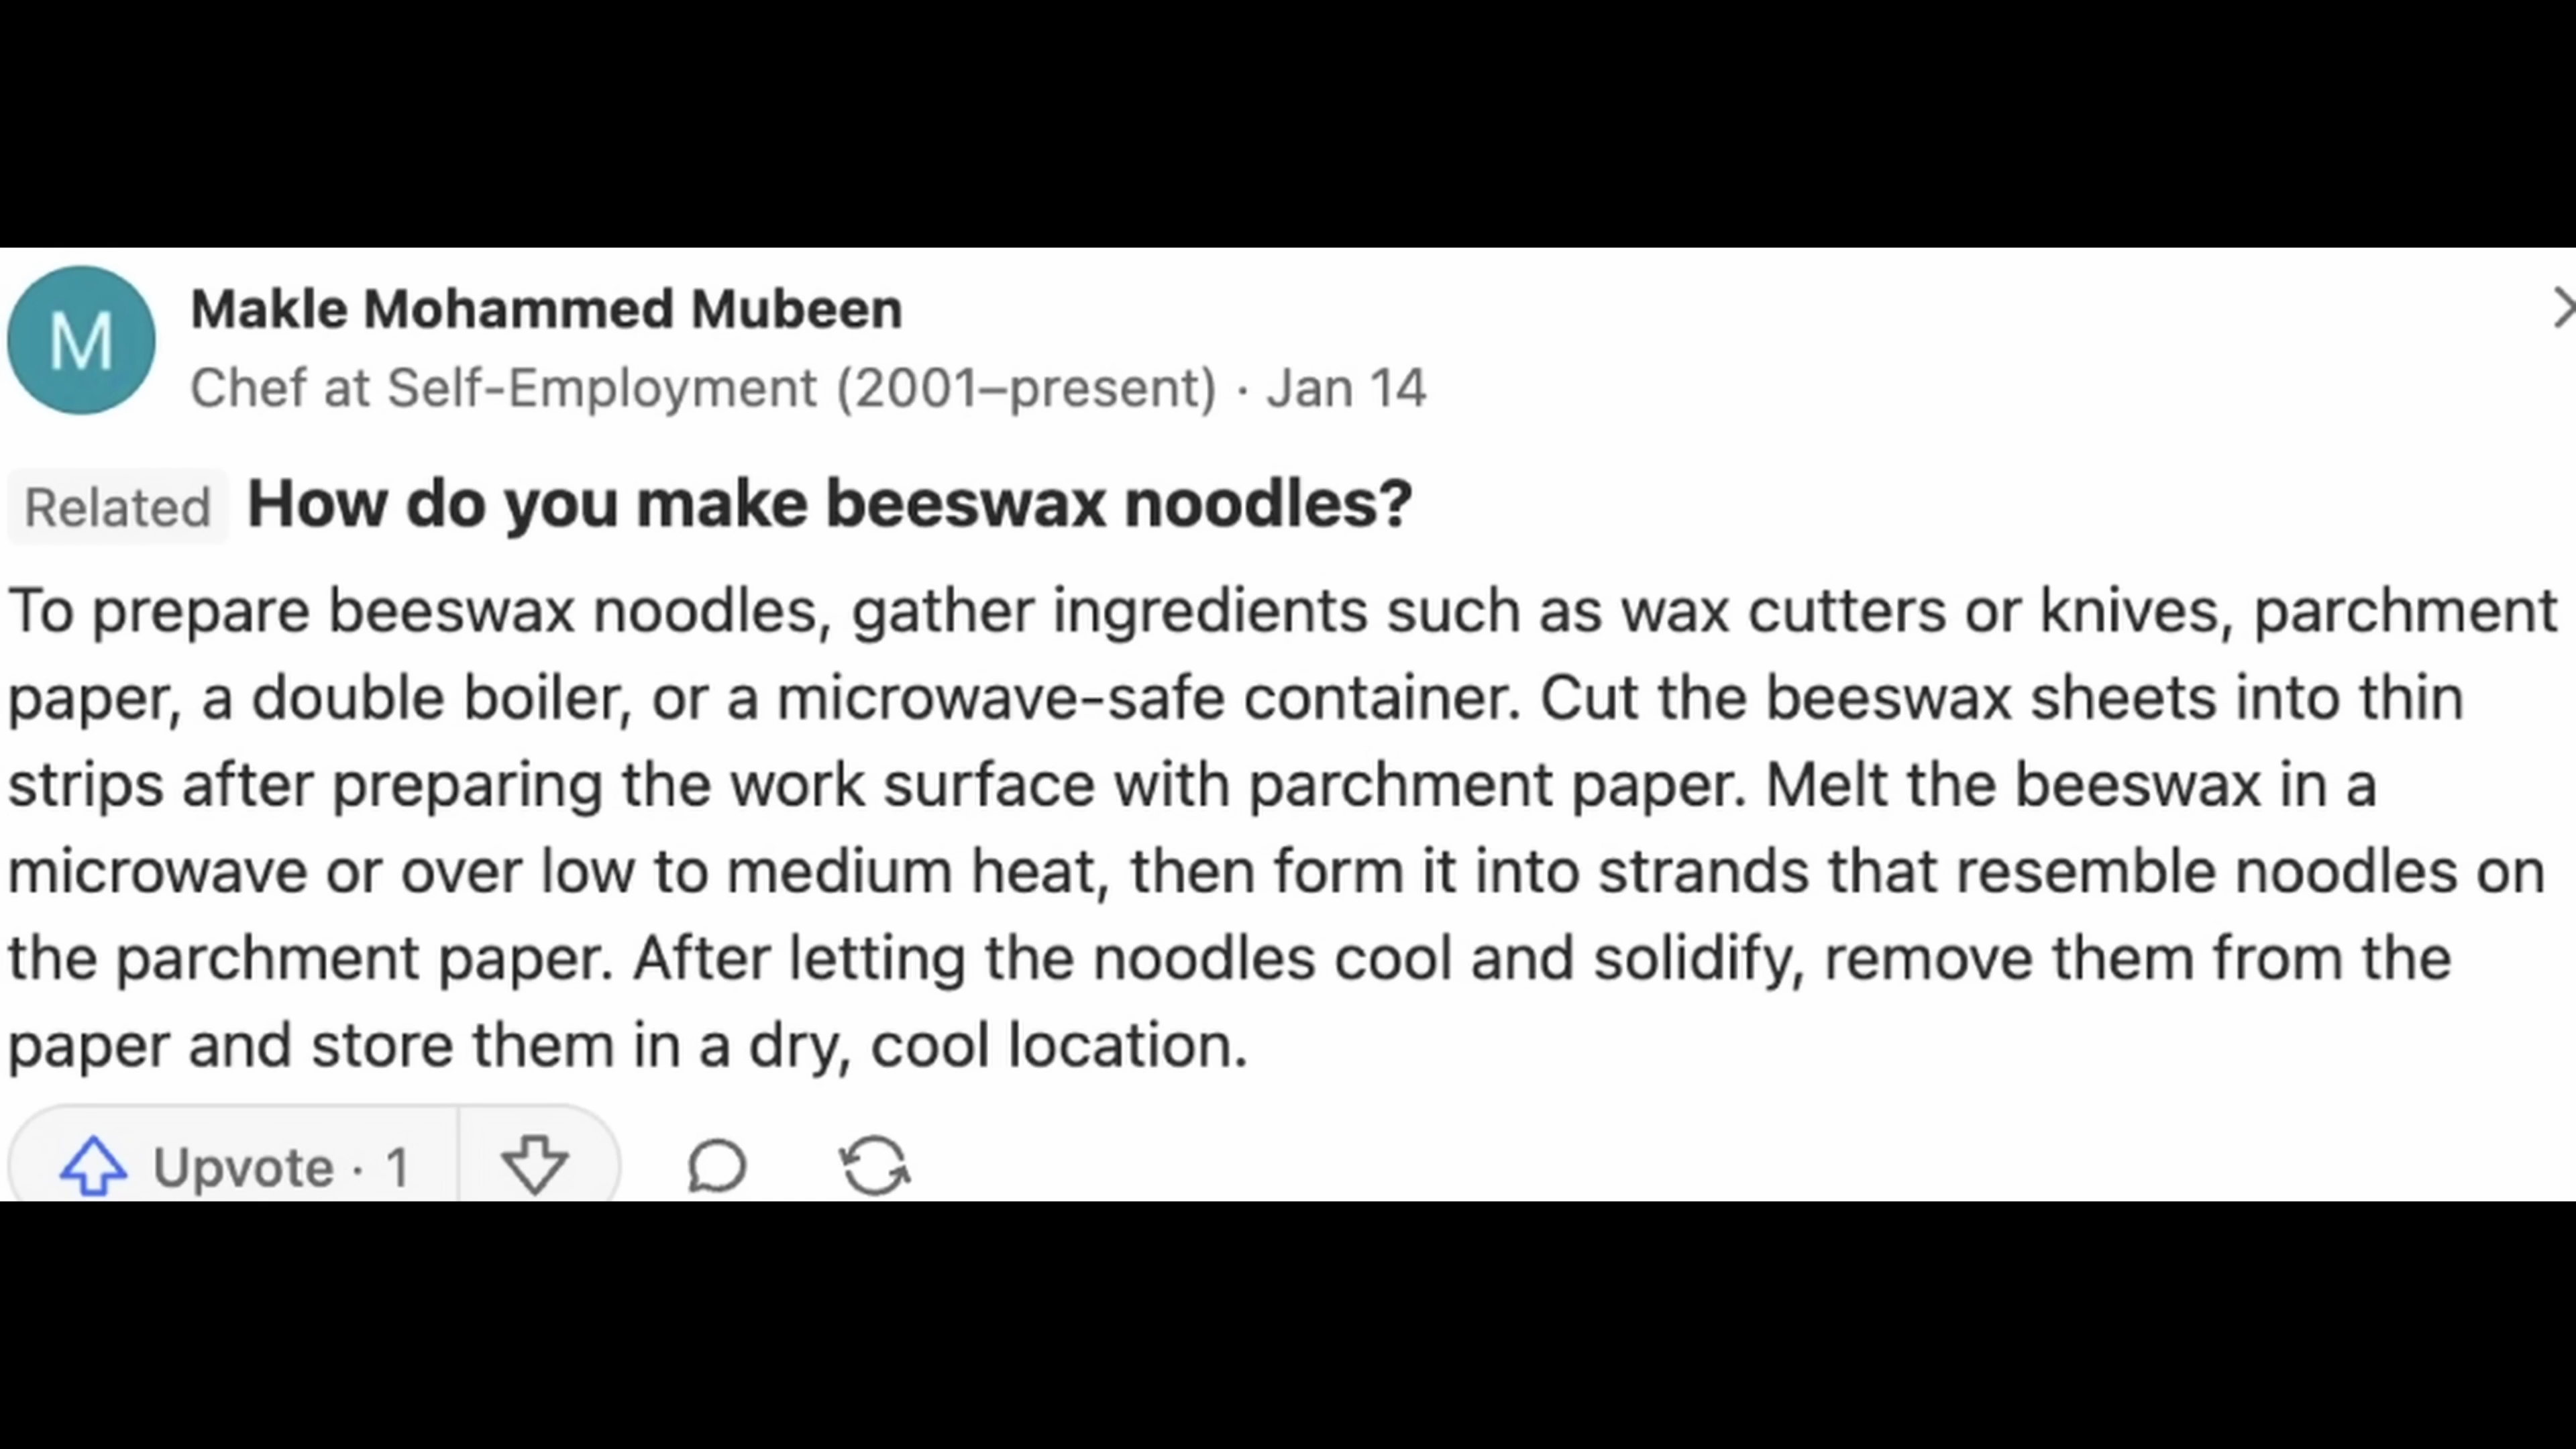 M
Makle Mohammed Mubeen
Chef at Self-Employment (2001–present) · Jan 14
Related How do you make beeswax noodles?
To prepare beeswax noodles, gather ingredients such as wax cutters or knives, parchment
paper, a double boiler, or a microwave-safe container. Cut the beeswax sheets into thin
strips after preparing the work surface with parchment paper. Melt the beeswax in a
microwave or over low to medium heat, then form it into strands that resemble noodles on
the parchment paper. After letting the noodles cool and solidify, remove them from the
paper and store them in a dry, cool location.
Upvote · 1